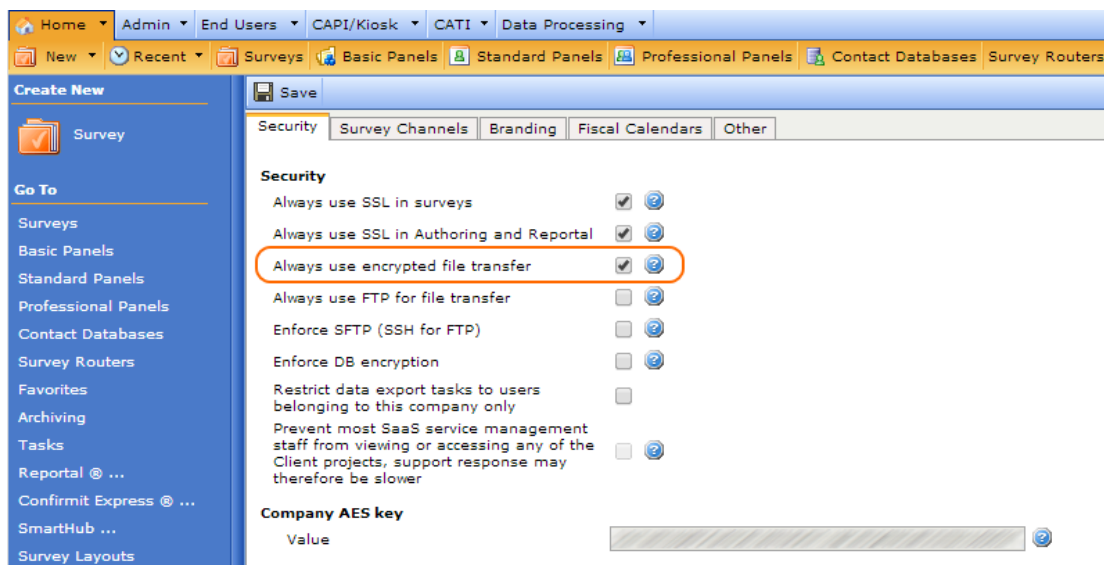 Home Admin End Users CAPI/Kiosk CATI Data Processing
New Recent Surveys Basic Panels Standard Panels Professional Panels Contact Databases Survey Routers
Create New
Survey
Go To
Surveys
Basic Panels
Standard Panels
Professional Panels
Contact Databases
Survey Routers
Favorites
Archiving
Tasks
Reportal ® ...
Confirmit Express ® ...
SmartHub ...
Survey Layouts
Save
Security Survey Channels Branding Fiscal Calendars Other
Security
Always use SSL in surveys
Always use SSL in Authoring and Reportal
Always use encrypted file transfer
Always use FTP for file transfer
Enforce SFTP (SSH for FTP)
Enforce DB encryption
Restrict data export tasks to users
belonging to this company only
Prevent most SaaS service management
staff from viewing or accessing any of the
Client projects, support response may
therefore be slower
Company AES key
Value